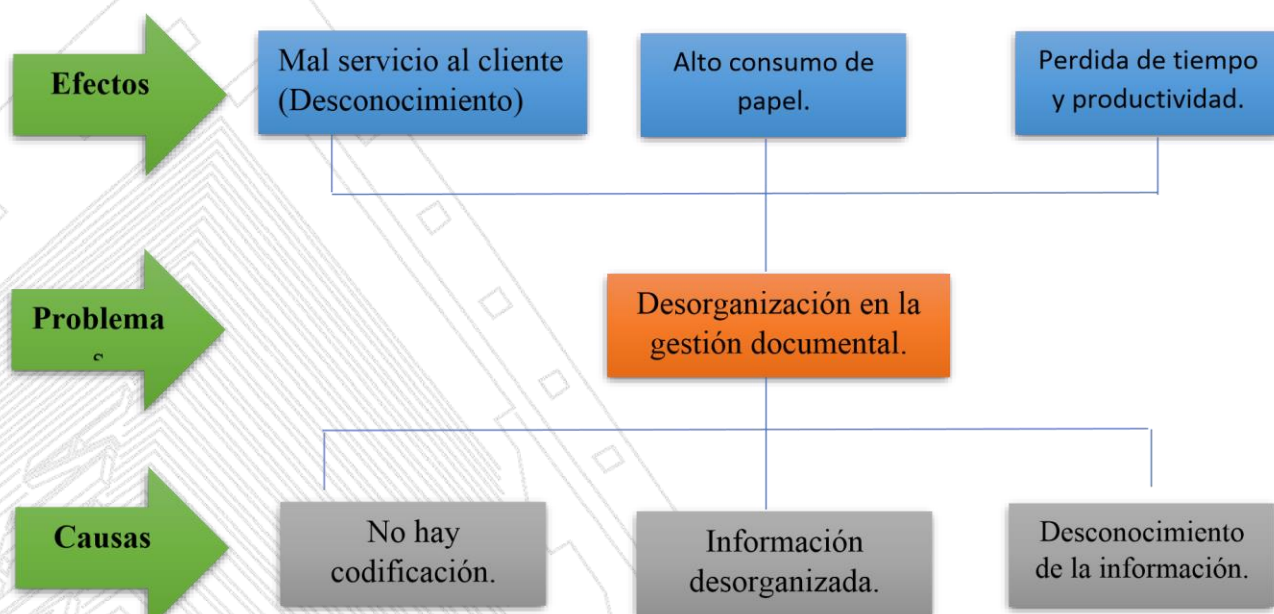 Efectos
Mal servicio al cliente
(Desconocimiento)
Alto consumo de
papel.
Perdida de tiempo
y productividad.
Problema
s
Desorganización en la
gestión documental.
Causas
No hay
codificación.
Información
desorganizada.
Desconocimiento
de la información.